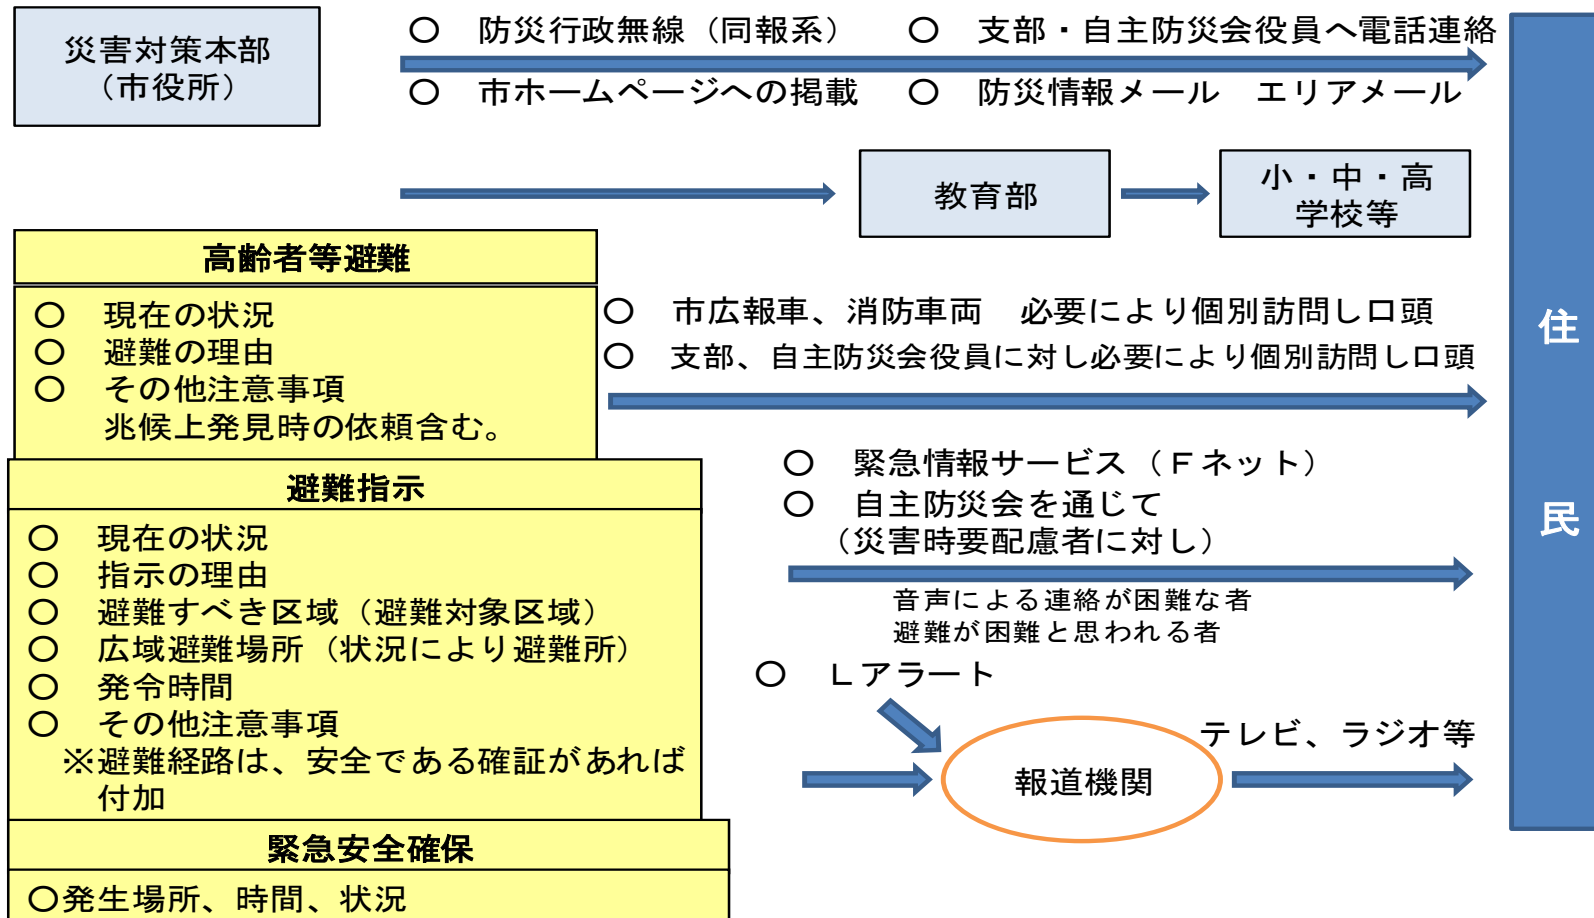 災害対策本部
（市役所）
○　防災行政無線（同報系）　○　支部・自主防災会役員へ電話連絡
○　市ホームページへの掲載　○　防災情報メール　エリアメール
教育部
小・中・高
学校等
住
民
高齢者等避難
○　現在の状況
○　避難の理由
○　その他注意事項
兆候上発見時の依頼含む。
○　市広報車、消防車両　必要により個別訪問し口頭
○　支部、自主防災会役員に対し必要により個別訪問し口頭
避難指示
○　現在の状況
○　指示の理由
○　避難すべき区域（避難対象区域）
○　広域避難場所（状況により避難所）
○　発令時間
○　その他注意事項
※避難経路は、安全である確証があれば
付加
○　緊急情報サービス（Ｆネット）
○　自主防災会を通じて
（災害時要配慮者に対し）
音声による連絡が困難な者
避難が困難と思われる者
○　Ｌアラート
報道機関
テレビ、ラジオ等
緊急安全確保
○発生場所、時間、状況